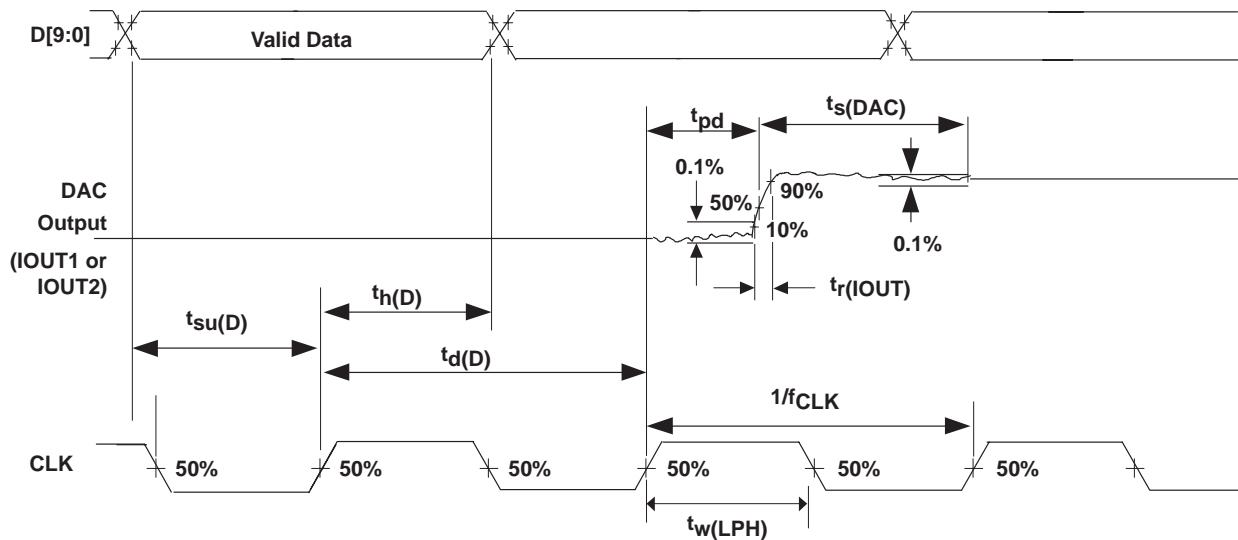 D[9:0]
Valid Data
ts(DAC)
tpd
0.1%
DAC
Output
(IOUT1 or
IOUT2)
50%
90%
10%
0.1%
tr(IOUT)
th(D)
tsu(D)
td(D)
1/fCLK
CLK
50%
50%
50%
50%
50%
50%
tw(LPH)